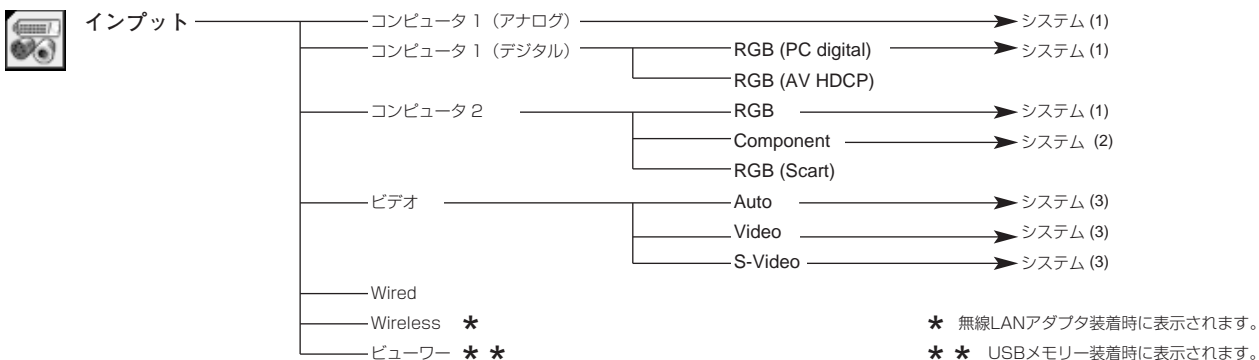 インプット コンピュータ 1（アナログ） システム (1)
コンピュータ 1（デジタル） RGB (PC digital) システム (1)
RGB (AV HDCP)
コンピュータ 2 RGB システム (1)
Component システム (2)
RGB (Scart)
ビデオ Auto システム (3)
Video システム (3)
S-Video システム (3)
Wired
Wireless ＊ ＊ 無線LANアダプタ装着時に表示されます。
ビューワー ＊＊ ＊＊ USBメモリー装着時に表示されます。